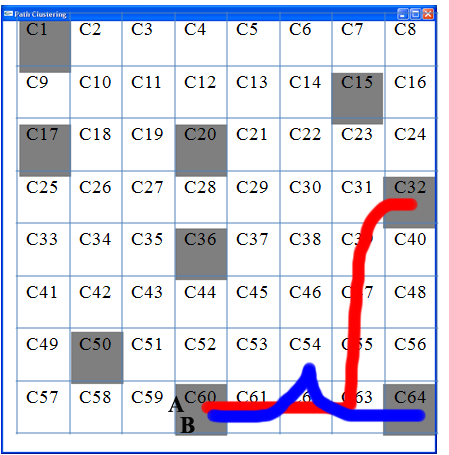 Path Clustering
C1 C2 C3 C4 C5 C6 C7 C8
C9 C10 C11 C12 C13 C14 C15 C16
C17 C18 C19 C20 C21 C22 C23 C24
C25 C26 C27 C28 C29 C30 C31 C32
C33 C34 C35 C36 C37 C38 C40
C41 C42 C43 C44 C45 C46 C48
C49 C50 C51 C52 C53 C54 C56
C57 C58 C59 C60 C61 C64
A
B